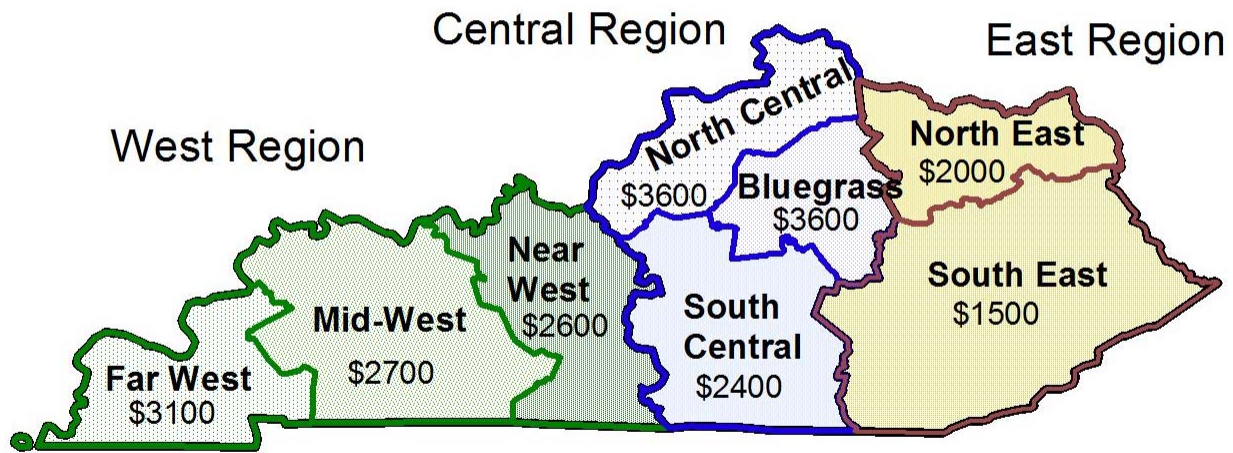 Central Region
East Region
West Region
North Central
$3600
Bluegrass
$3600
North East
$2000
Near
West
$2600
South East
$1500
Mid-West
$2700
South
Central
$2400
Far West
$3100